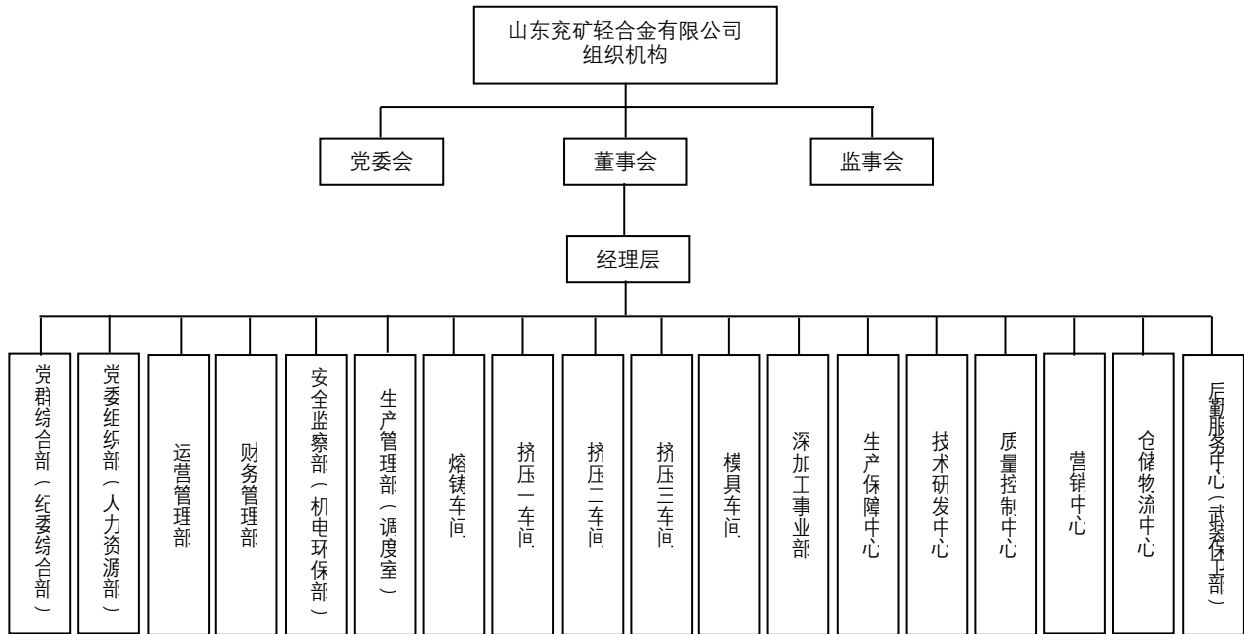 山东兖矿轻合金有限公司
组织机构
党委会
董事会
监事会
经理层
党群综合部（纪委综合部）
党委组织部（人力资源部）
运营管理部
财务管理部
安全监察部（机电环保部）
生产管理部（调度室）
熔铸车间
挤压一车间
挤压二车间
挤压三车间
模具车间
深加工事业部
生产保障中心
技术研发中心
质量控制中心
营销中心
仓储物流中心
后勤服务中心（武装保卫部）